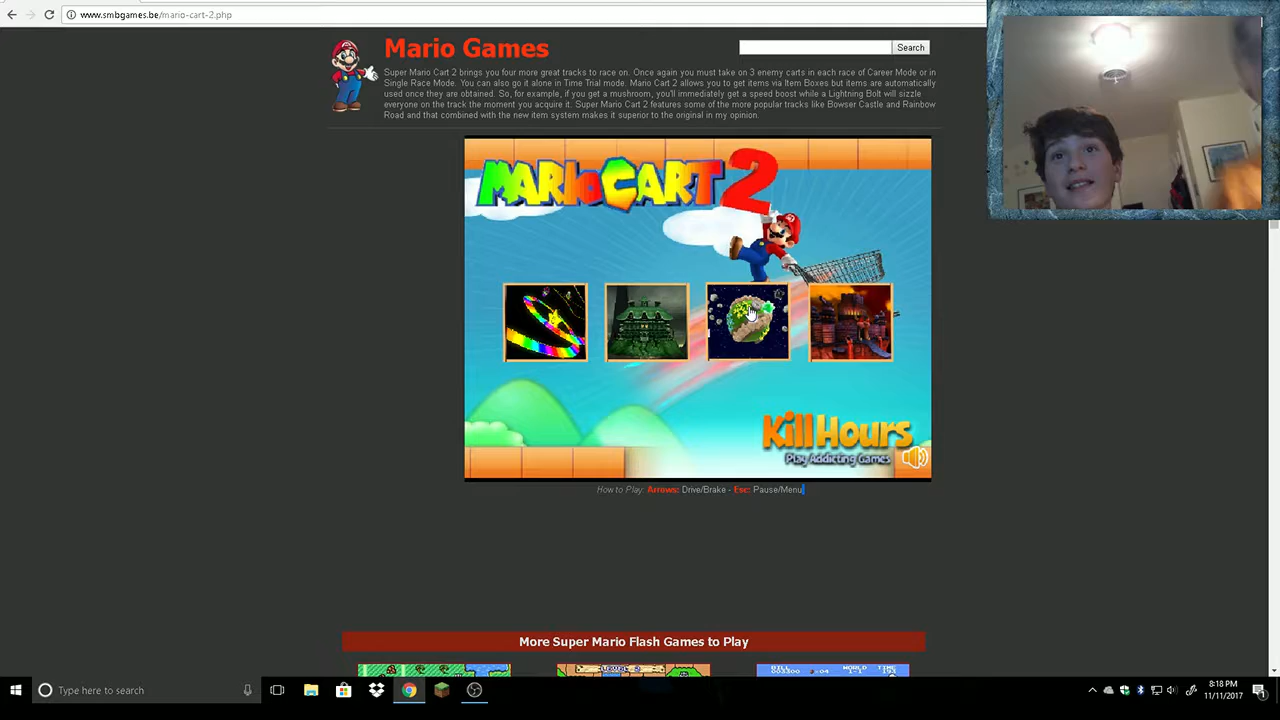 www.smbgames.be/mario-cart-2.php
Mario Games
Search
Super Mario Cart 2 brings you four more great tracks to race on. Once again you must take on 3 enemy carts in each race of Career Mode or in
Single Race Mode. You can also go it alone in Time Trial mode. Mario Cart 2 allows you to get items via Item Boxes but items are automatically
used once they are obtained. So, for example, if you get a mushroom, you'll immediately get a speed boost while a Lightning Bolt will sizzle
everyone on the track the moment you acquire it. Super Mario Cart 2 features some of the more popular tracks like Bowser Castle and Rainbow
Road and that combined with the new item system makes it superior to the original in my opinion.
MARIO CART 2
KillHours
Play Addicting Games
How to Play: Arrows: Drive/Brake - Esc: Pause/Menu
More Super Mario Flash Games to Play
WORLD TIME
1-1
Type here to search
8:18 PM
11/11/2017